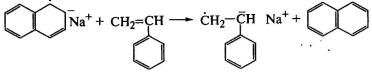 Na⁺ + CH₂=CH ⟶ ĊH₂−C̄H Na⁺ +